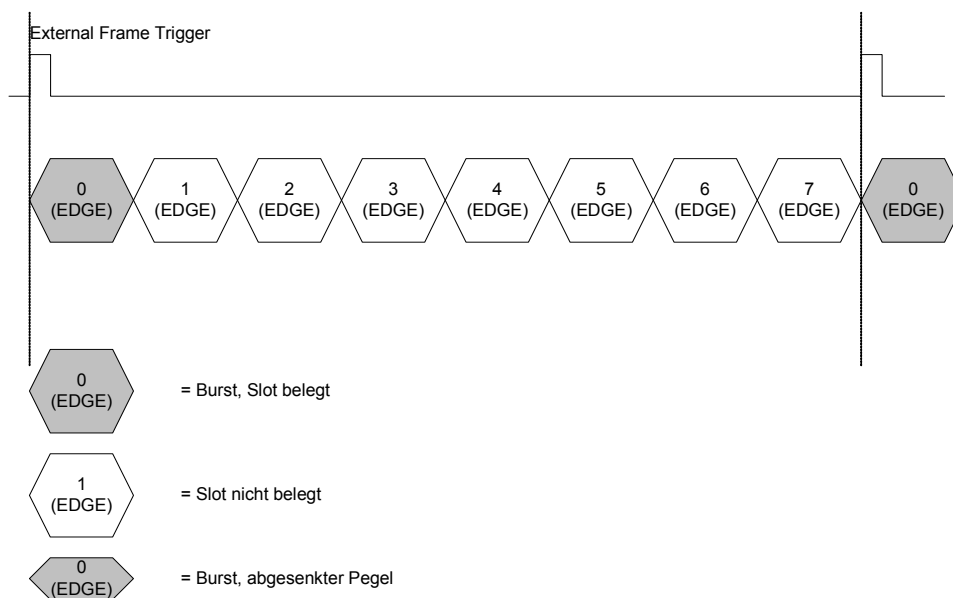 External Frame Trigger
0 1 2 3 4 5 6 7 0
(EDGE) (EDGE) (EDGE) (EDGE) (EDGE) (EDGE) (EDGE) (EDGE) (EDGE)
0
(EDGE) = Burst, Slot belegt
1
(EDGE) = Slot nicht belegt
0
(EDGE) = Burst, abgesenkter Pegel